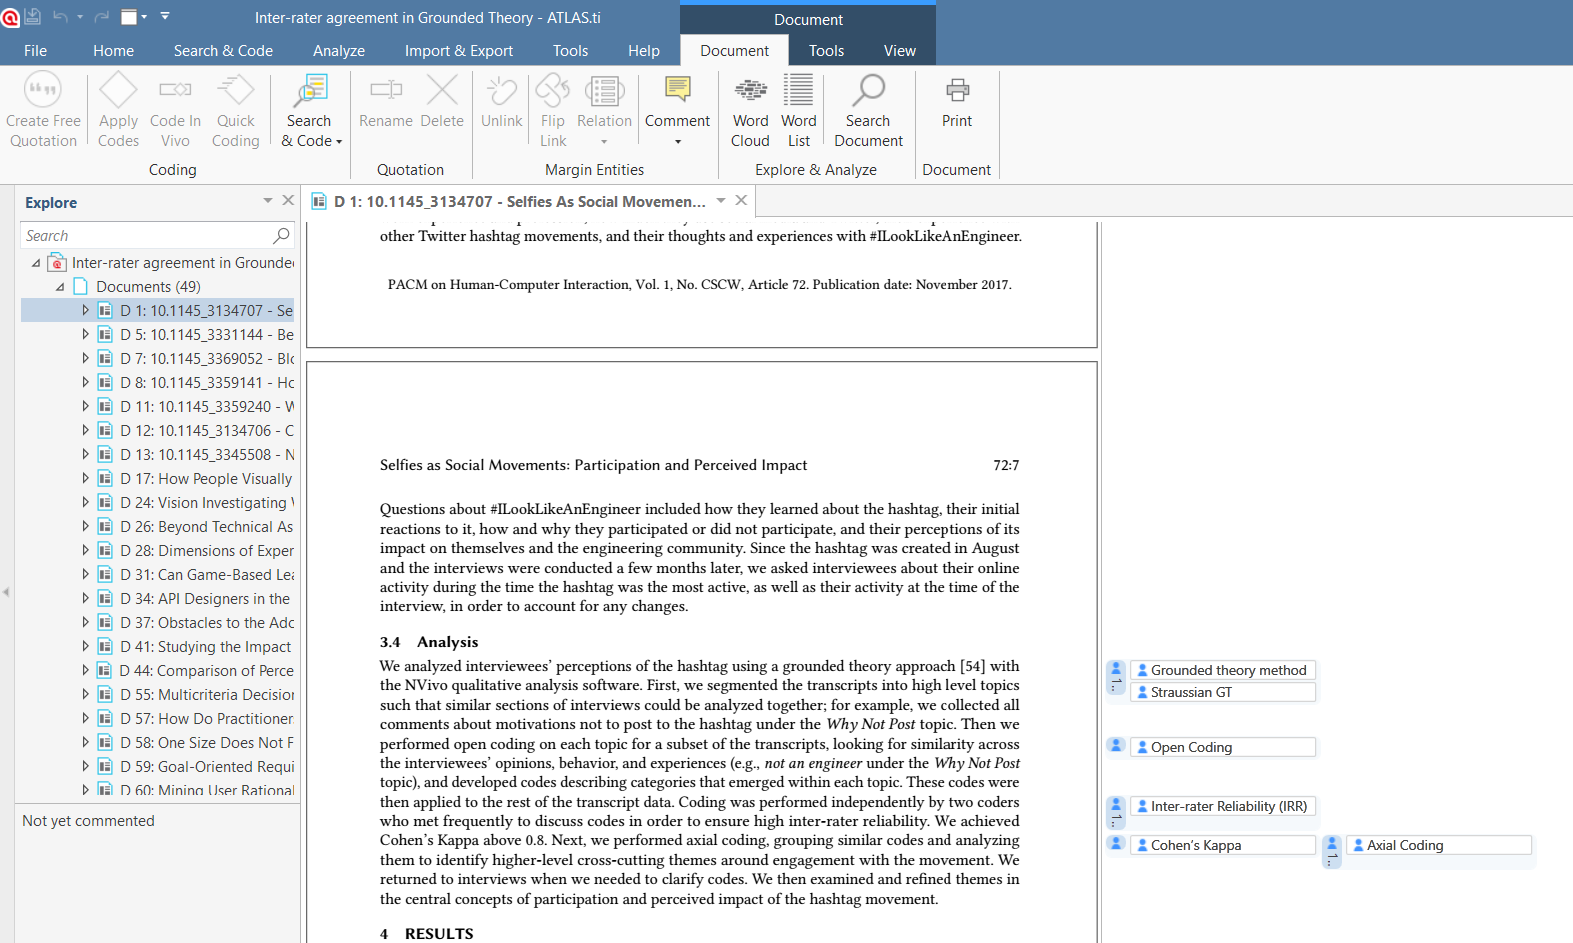 Inter-rater agreement in Grounded Theory - ATLAS.ti
Document
File Home Search & Code Analyze Import & Export Tools Help Document Tools View
Create Free Quotation
Apply Codes
Code In Vivo
Quick Coding
Search & Code
Rename
Delete
Unlink
Flip Link
Relation
Comment
Word Cloud
Word List
Search Document
Print
Coding
Quotation
Margin Entities
Explore & Analyze
Document
Explore
Search
Inter-rater agreement in Grounde
Documents (49)
D 1: 10.1145_3134707 - Se
D 5: 10.1145_3331144 - Be
D 7: 10.1145_3369052 - Blo
D 8: 10.1145_3359141 - Ho
D 11: 10.1145_3359240 - W
D 12: 10.1145_3134706 - C
D 13: 10.1145_3345508 - N
D 17: How People Visually
D 24: Vision Investigating
D 26: Beyond Technical As
D 28: Dimensions of Exper
D 31: Can Game-Based Lea
D 34: API Designers in the
D 37: Obstacles to the Ado
D 41: Studying the Impact
D 44: Comparison of Perce
D 55: Multicriteria Decision
D 57: How Do Practitioner
D 58: One Size Does Not F
D 59: Goal-Oriented Requi
D 60: Mining User Rational
Not yet commented
D 1: 10.1145_3134707 - Selfies As Social Movemen...
other Twitter hashtag movements, and their thoughts and experiences with #ILookLikeAnEngineer.
PACM on Human-Computer Interaction, Vol. 1, No. CSCW, Article 72. Publication date: November 2017.
Selfies as Social Movements: Participation and Perceived Impact 72:7
Questions about #ILookLikeAnEngineer included how they learned about the hashtag, their initial
reactions to it, how and why they participated or did not participate, and their perceptions of its
impact on themselves and the engineering community. Since the hashtag was created in August
and the interviews were conducted a few months later, we asked interviewees about their online
activity during the time the hashtag was the most active, as well as their activity at the time of the
interview, in order to account for any changes.
3.4 Analysis
We analyzed interviewees' perceptions of the hashtag using a grounded theory approach [54] with
the NVivo qualitative analysis software. First, we segmented the transcripts into high level topics
such that similar sections of interviews could be analyzed together; for example, we collected all
comments about motivations not to post to the hashtag under the Why Not Post topic. Then we
performed open coding on each topic for a subset of the transcripts, looking for similarity across
the interviewees' opinions, behavior, and experiences (e.g., not an engineer under the Why Not Post
topic), and developed codes describing categories that emerged within each topic. These codes were
then applied to the rest of the transcript data. Coding was performed independently by two coders
who met frequently to discuss codes in order to ensure high inter-rater reliability. We achieved
Cohen's Kappa above 0.8. Next, we performed axial coding, grouping similar codes and analyzing
them to identify higher-level cross-cutting themes around engagement with the movement. We
returned to interviews when we needed to clarify codes. We then examined and refined themes in
the central concepts of participation and perceived impact of the hashtag movement.
4 RESULTS
Grounded theory method
Straussian GT
Open Coding
Inter-rater Reliability (IRR)
Cohen's Kappa
Axial Coding